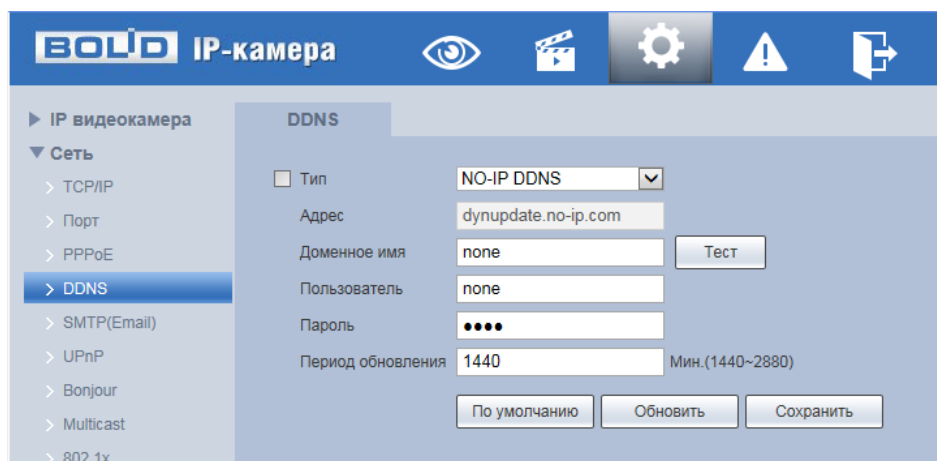 BOLID IP-камера
IP видеокамера
Сеть
TCP/IP
Порт
PPPoE
DDNS
SMTP(Email)
UPnP
Bonjour
Multicast
802.1x
DDNS
Тип NO-IP DDNS
Адрес dynupdate.no-ip.com
Доменное имя none Тест
Пользователь none
Пароль ●●●●
Период обновления 1440 Мин.(1440~2880)
По умолчанию Обновить Сохранить